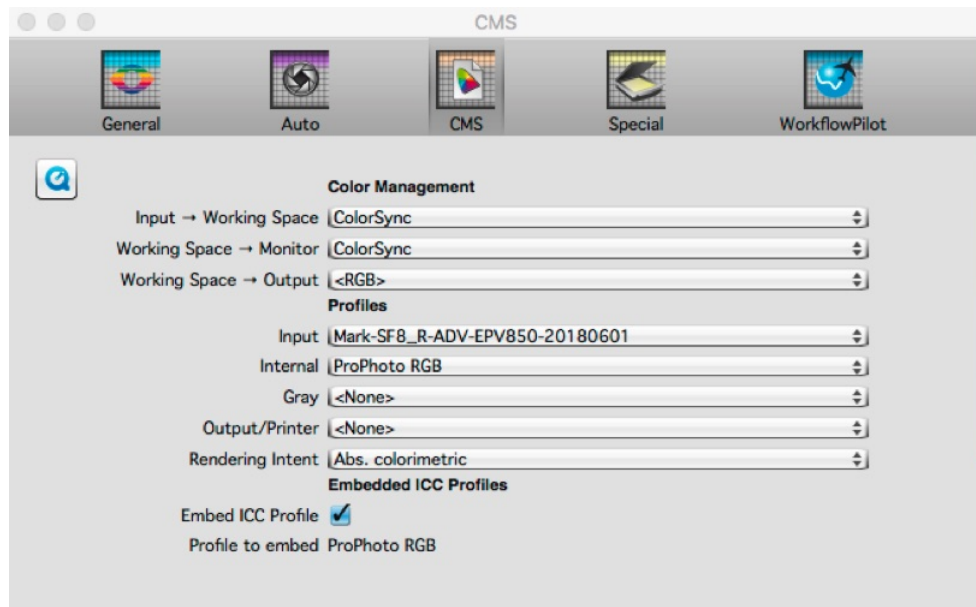 CMS
General Auto CMS Special WorkflowPilot
Color Management
Input → Working Space ColorSync
Working Space → Monitor ColorSync
Working Space → Output <RGB>
Profiles
Input Mark-SF8_R-ADV-EPV850-20180601
Internal ProPhoto RGB
Gray <None>
Output/Printer <None>
Rendering Intent Abs. colorimetric
Embedded ICC Profiles
Embed ICC Profile
Profile to embed ProPhoto RGB